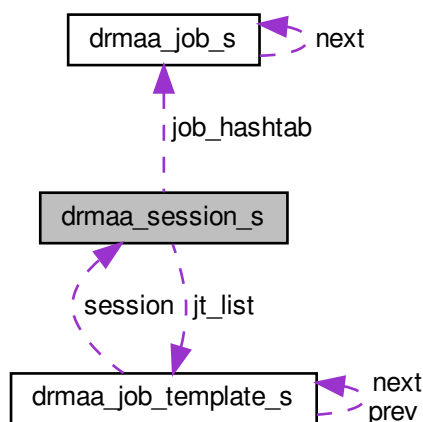 drmaa_job_s
next
job_hashtab
drmaa_session_s
session
jt_list
drmaa_job_template_s
next
prev